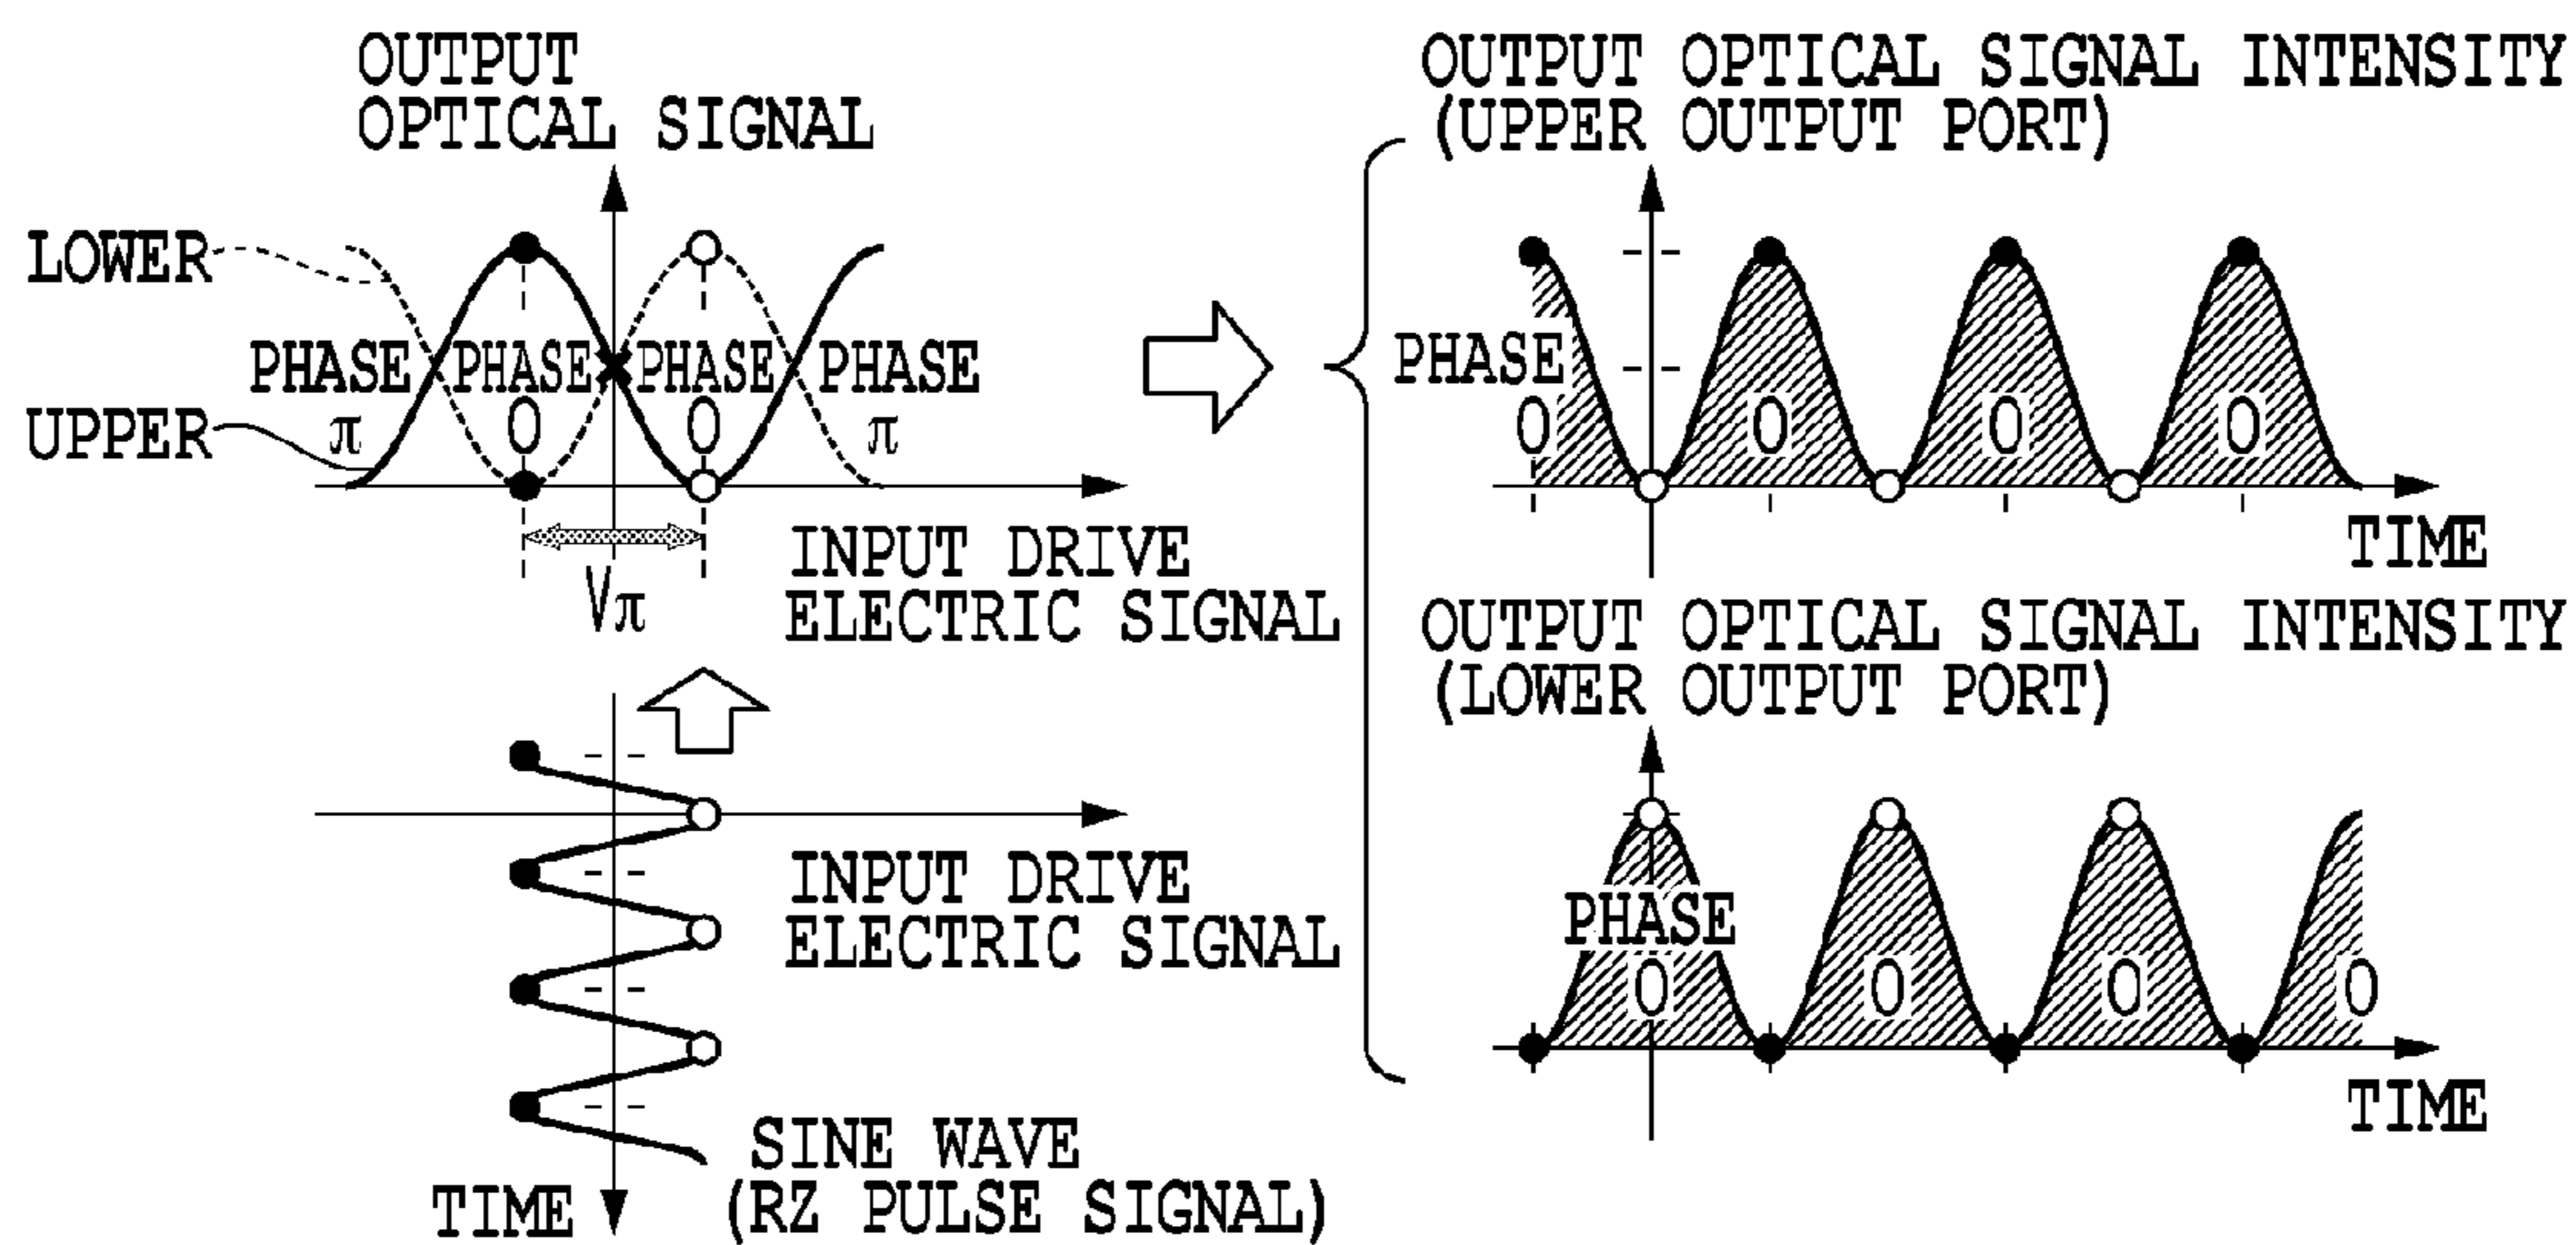 OUTPUT
OPTICAL SIGNAL
LOWER
UPPER
PHASE PHASE PHASE PHASE
π 0 0 π
Vπ
INPUT DRIVE
ELECTRIC SIGNAL
INPUT DRIVE
ELECTRIC SIGNAL
SINE WAVE
(RZ PULSE SIGNAL)
TIME
OUTPUT OPTICAL SIGNAL INTENSITY
(UPPER OUTPUT PORT)
PHASE
0 0 0 0
TIME
OUTPUT OPTICAL SIGNAL INTENSITY
(LOWER OUTPUT PORT)
PHASE
0 0 0 0
TIME